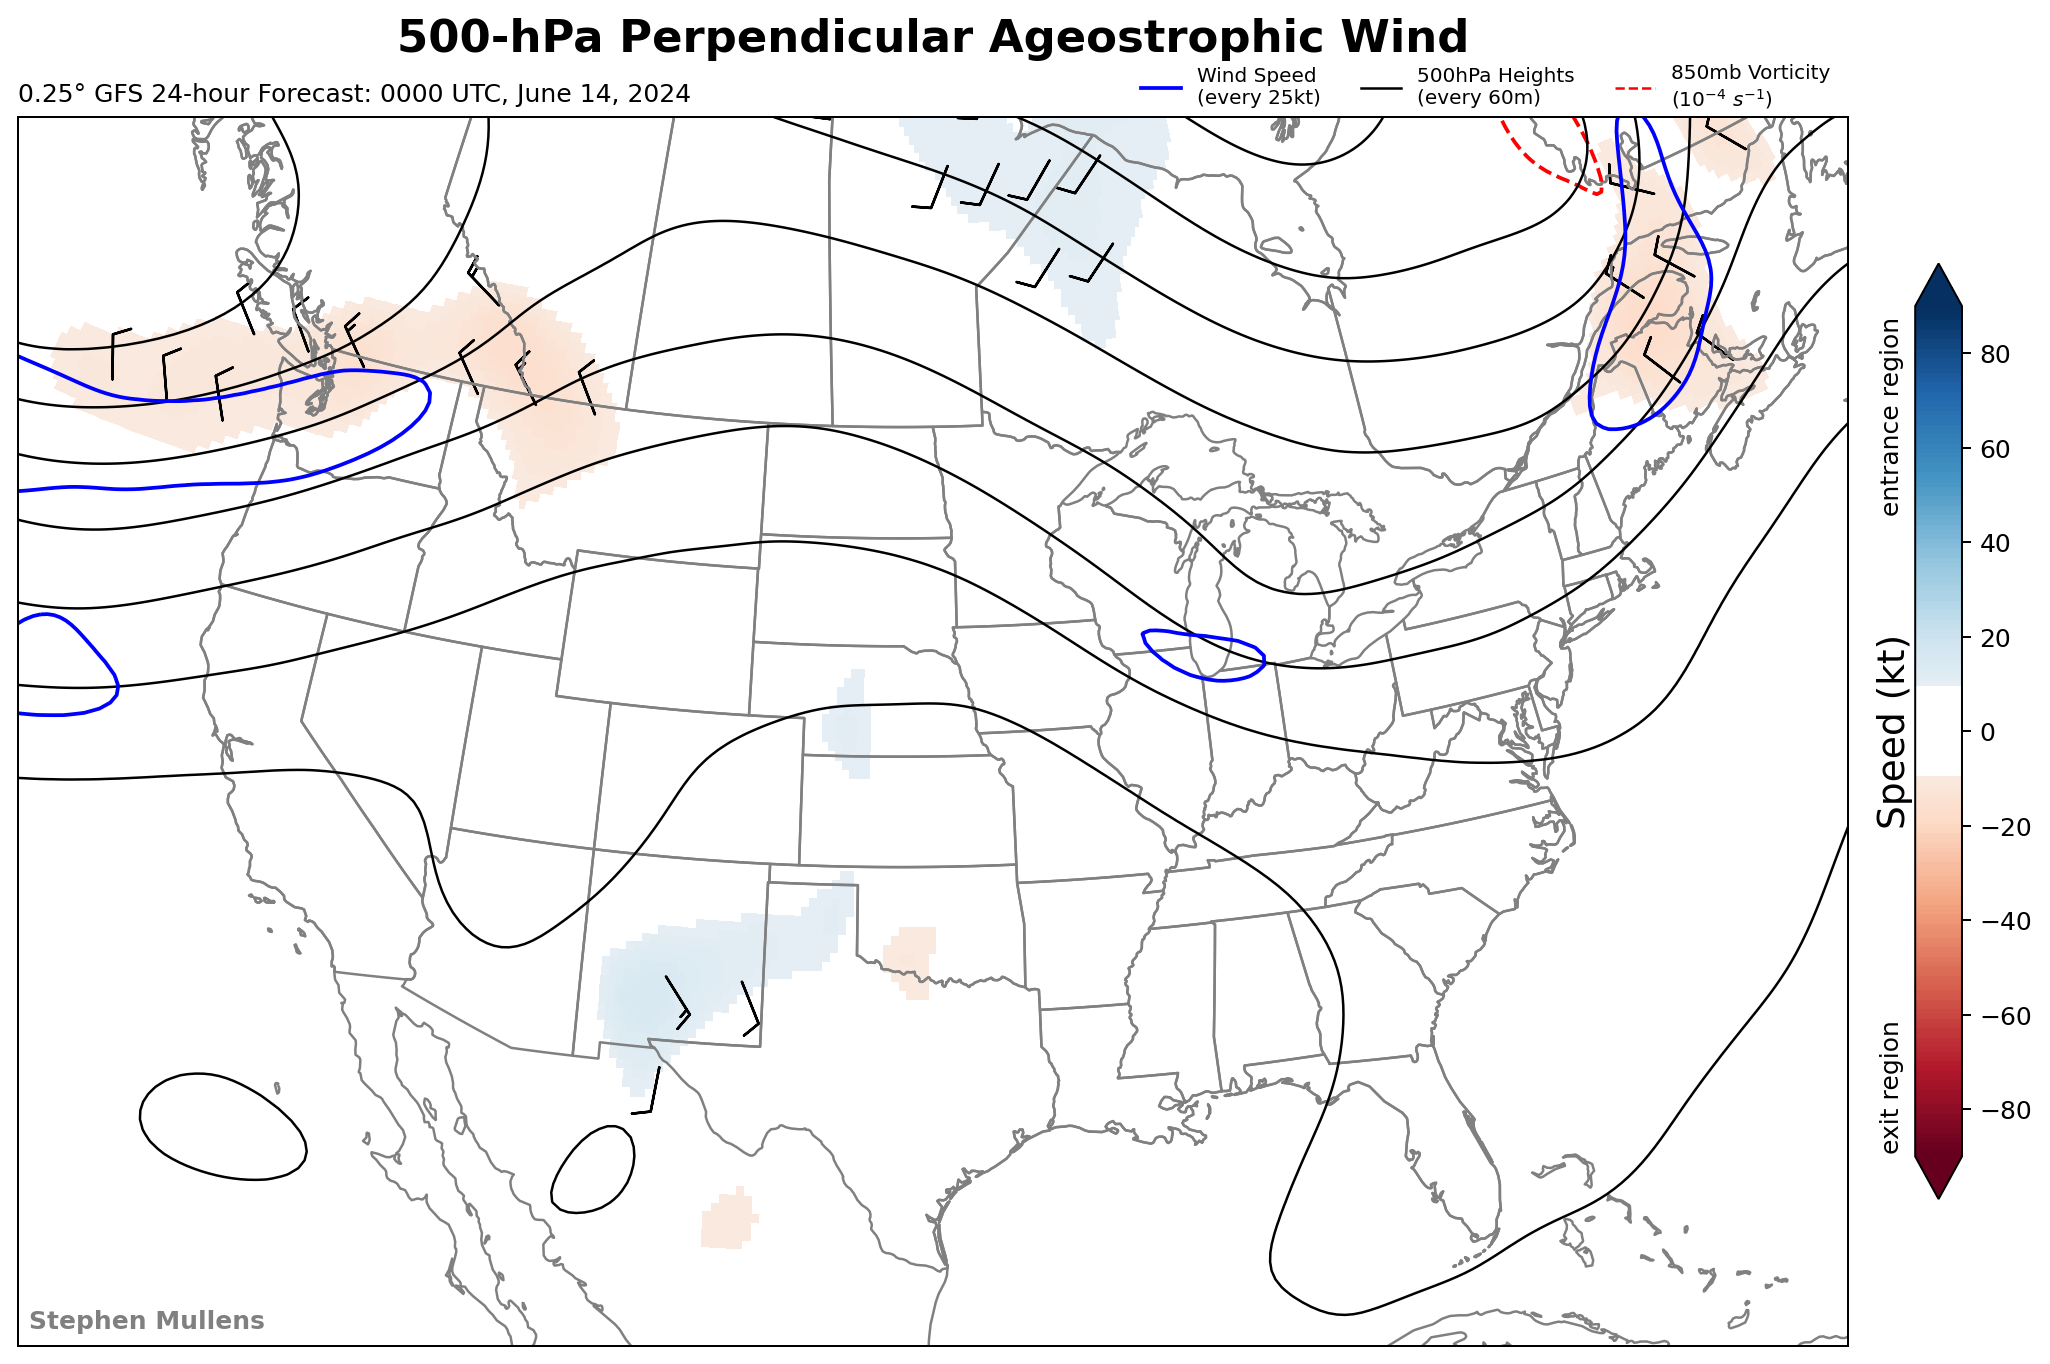 500-hPa Perpendicular Ageostrophic Wind
0.25° GFS 24-hour Forecast: 0000 UTC, June 14, 2024
Wind Speed
(every 25kt)
500hPa Heights
(every 60m)
850mb Vorticity
(10⁻⁴ s⁻¹)
entrance region
Speed (kt)
exit region
80
60
40
20
0
−20
−40
−60
−80
Stephen Mullens